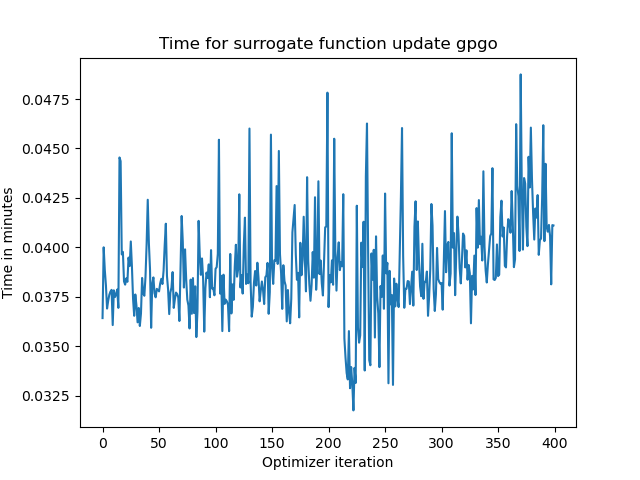 Time for surrogate function update gpgo
Time in minutes
0.0475
0.0450
0.0425
0.0400
0.0375
0.0350
0.0325
0 50 100 150 200 250 300 350 400
Optimizer iteration